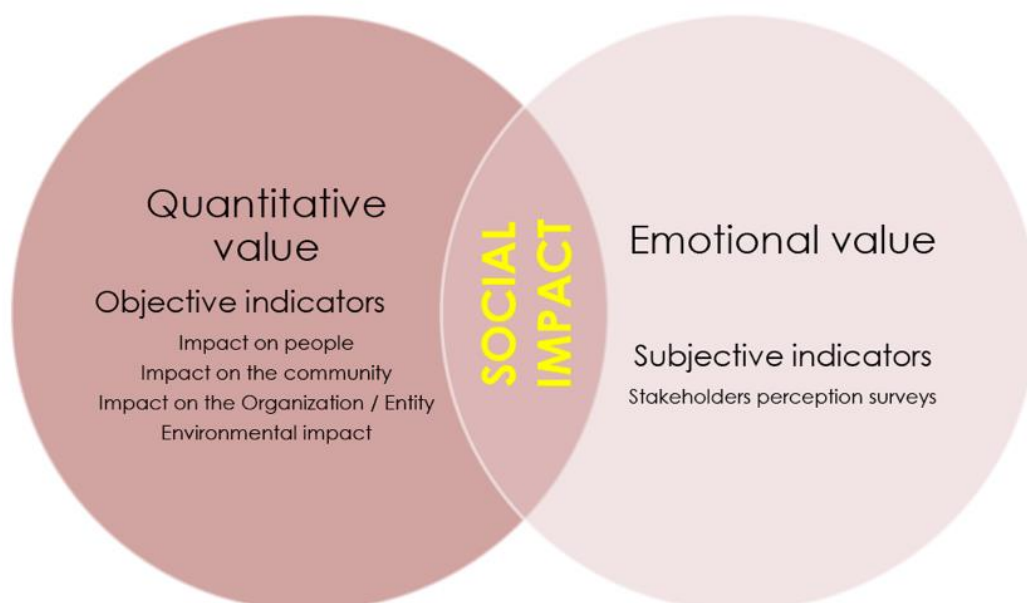 Quantitative
value
Objective indicators
Impact on people
Impact on the community
Impact on the Organization / Entity
Environmental impact
SOCIAL
IMPACT
Emotional value
Subjective indicators
Stakeholders perception surveys